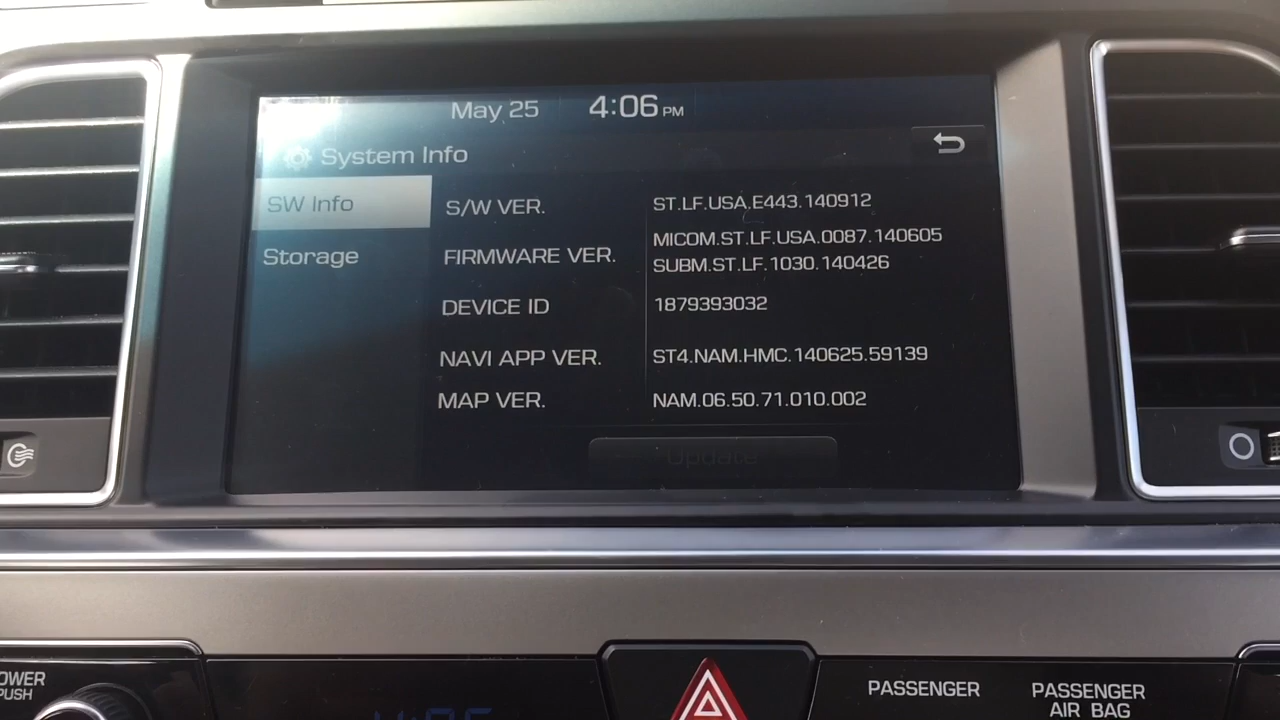 May 25 4:06 PM
System Info
SW Info
S/W VER. ST.LF.USA.E443.140912
Storage
FIRMWARE VER. MICOM.ST.LF.USA.0087.140605
SUBM.ST.LF.1030.140426
DEVICE ID 1879393032
NAVI APP VER. ST4.NAM.HMC.140625.59139
MAP VER. NAM.06.50.71.010.002
Update
OWER
PUSH
PASSENGER
PASSENGER
AIR BAG